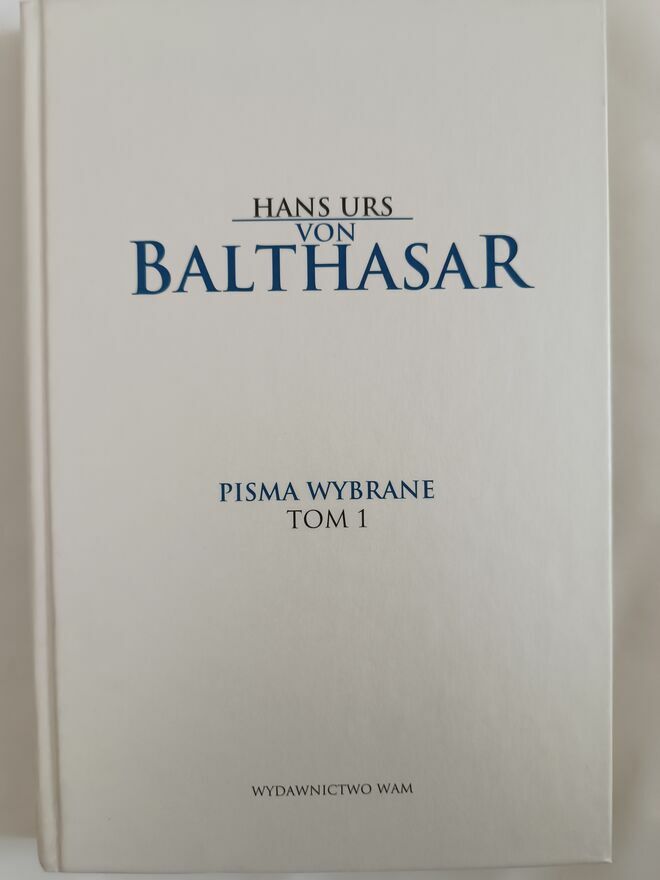 HANS URS
VON
BALTHASAR
PISMA WYBRANE
TOM 1
WYDAWNICTWO WAM